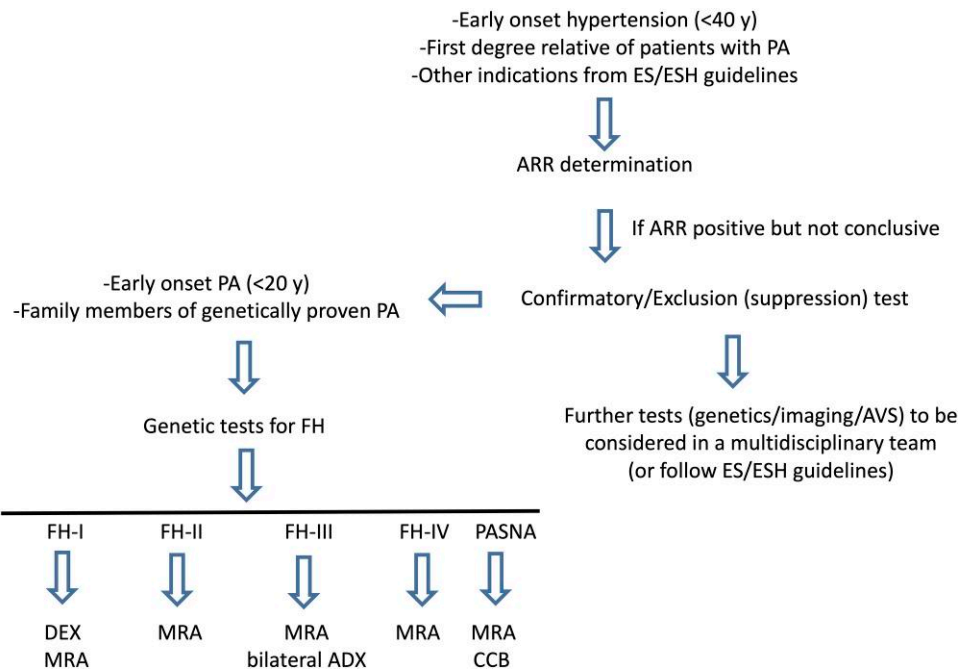 -Early onset hypertension (<40 y)
-First degree relative of patients with PA
-Other indications from ES/ESH guidelines
ARR determination
If ARR positive but not conclusive
-Early onset PA (<20 y)
-Family members of genetically proven PA
Confirmatory/Exclusion (suppression) test
Genetic tests for FH
Further tests (genetics/imaging/AVS) to be
considered in a multidisciplinary team
(or follow ES/ESH guidelines)
FH-I FH-II FH-III FH-IV PASNA
DEX MRA MRA MRA MRA
MRA bilateral ADX CCB